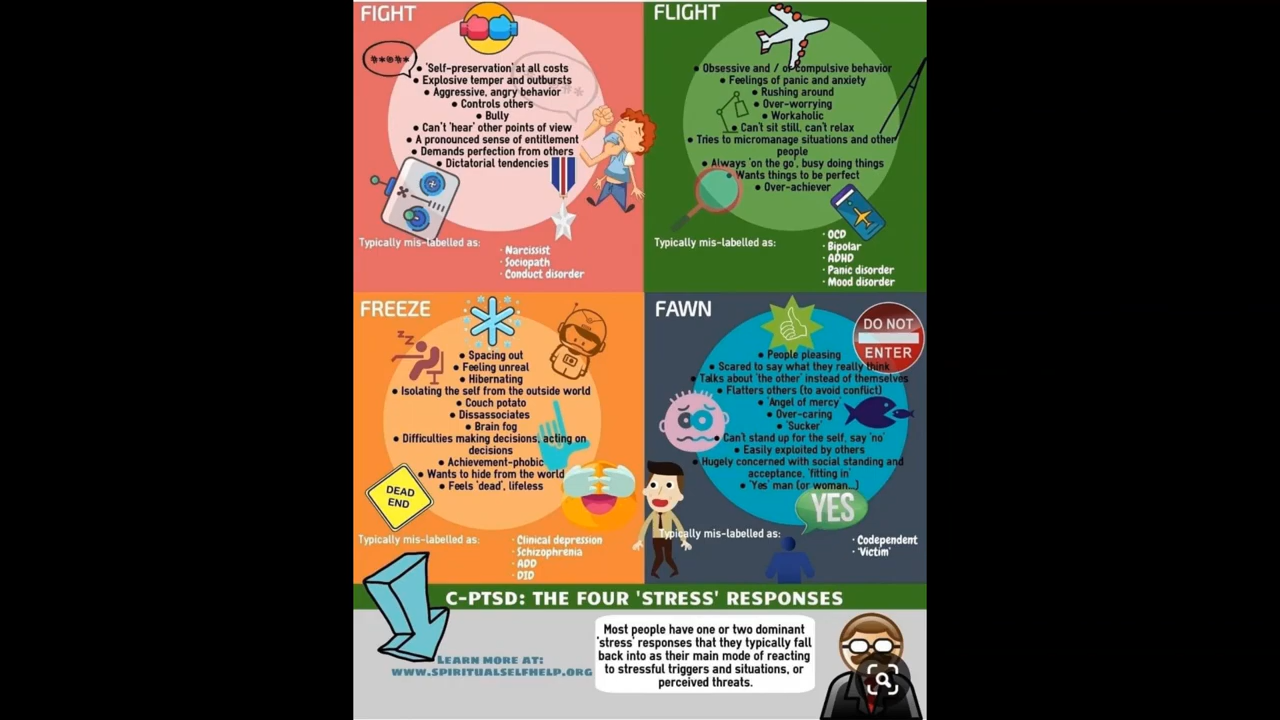 FIGHT
#*@#*
• 'Self-preservation' at all costs
• Explosive temper and outbursts
• Aggressive, angry behavior
• Controls others
• Bully
• Can't 'hear' other points of view
• A pronounced sense of entitlement
• Demands perfection from others
• Dictatorial tendencies
Typically mis-labelled as:
· Narcissist
· Sociopath
· Conduct disorder
FLIGHT
• Obsessive and / or compulsive behavior
• Feelings of panic and anxiety
• Rushing around
• Over-worrying
• Workaholic
• Can't sit still, can't relax
• Tries to micromanage situations and other
people
• Always 'on the go', busy doing things
• Wants things to be perfect
• Over-achiever
Typically mis-labelled as:
· OCD
· Bipolar
· ADHD
· Panic disorder
· Mood disorder
FREEZE
Z Z Z
• Spacing out
• Feeling unreal
• Hibernating
• Isolating the self from the outside world
• Couch potato
• Dissassociates
• Brain fog
• Difficulties making decisions, acting on
decisions
• Achievement-phobic
• Wants to hide from the world
• Feels 'dead', lifeless
DEAD
END
Typically mis-labelled as:
· Clinical depression
· Schizophrenia
· ADD
· DID
FAWN
DO NOT
ENTER
• People pleasing
• Scared to say what they really think
• Talks about 'the other' instead of themselves
• Flatters others (to avoid conflict)
• 'Angel of mercy'
• Over-caring
• 'Sucker'
• Can't stand up for the self, say 'no'
• Easily exploited by others
• Hugely concerned with social standing and
acceptance, 'fitting in'
• 'Yes' man (or woman...)
YES
Typically mis-labelled as:
· Codependent
· 'Victim'
C-PTSD: THE FOUR 'STRESS' RESPONSES
LEARN MORE AT:
WWW.SPIRITUALSELFHELP.ORG
Most people have one or two dominant
'stress' responses that they typically fall
back into as their main mode of reacting
to stressful triggers and situations, or
perceived threats.